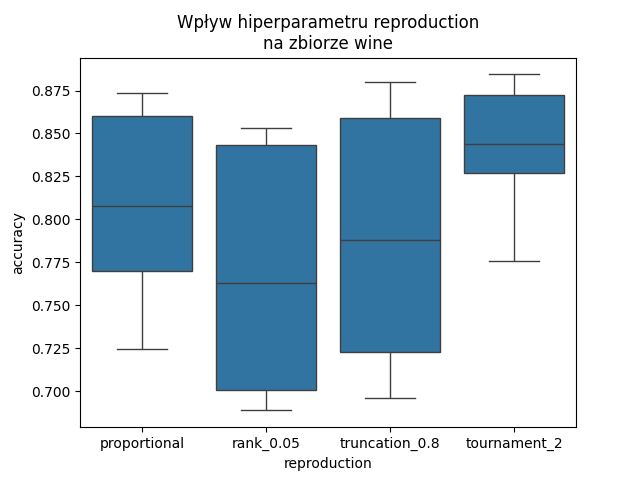 Wpływ hiperparametru reproduction
na zbiorze wine
accuracy
0.875
0.850
0.825
0.800
0.775
0.750
0.725
0.700
proportional
rank_0.05
truncation_0.8
tournament_2
reproduction